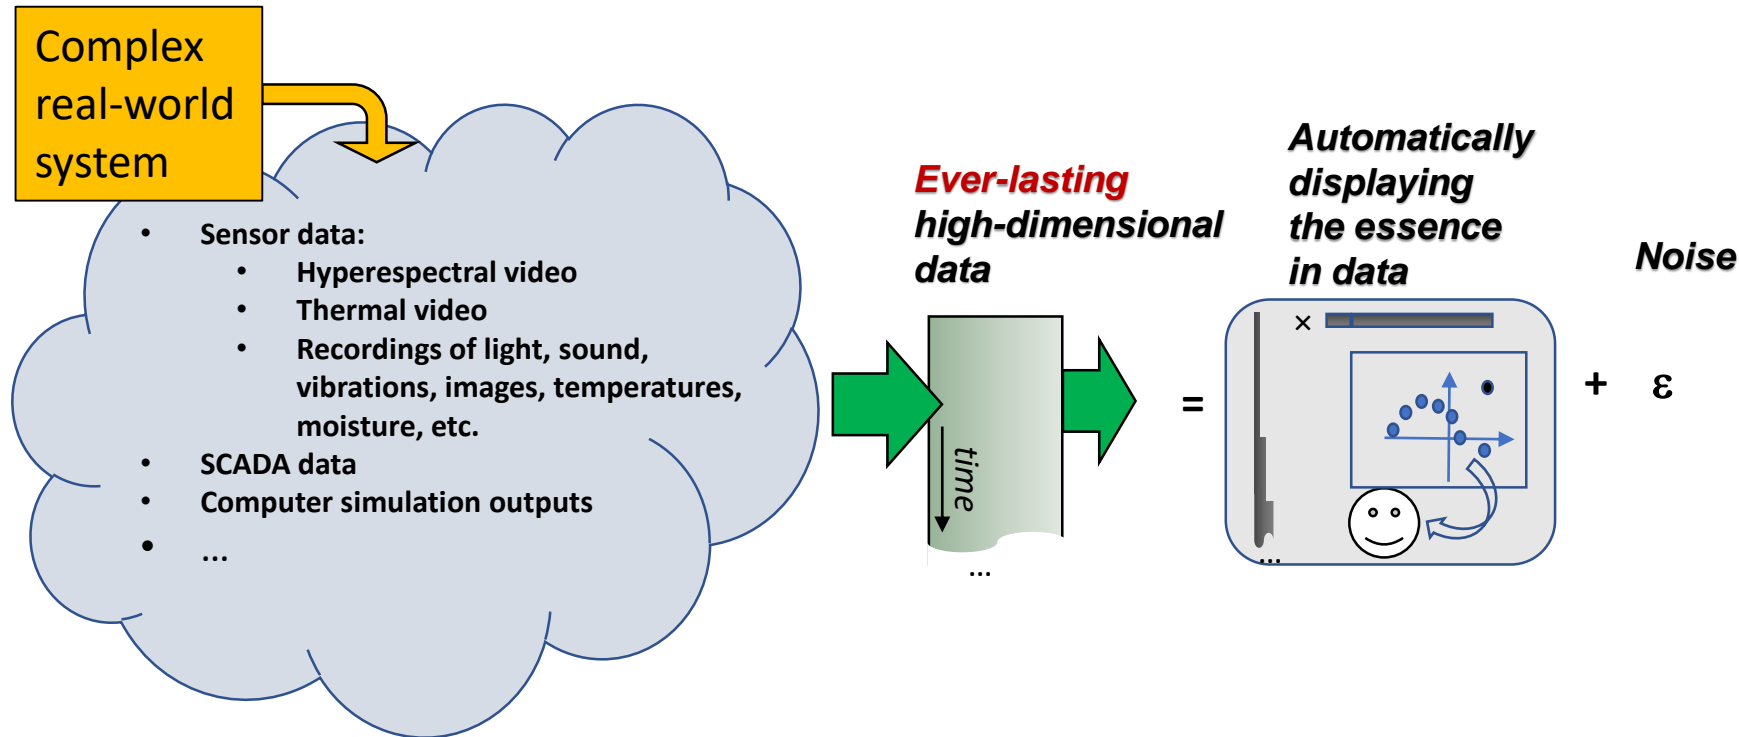 Complex
real-world
system
• Sensor data:
• Hyperespectral video
• Thermal video
• Recordings of light, sound,
vibrations, images, temperatures,
moisture, etc.
• SCADA data
• Computer simulation outputs
• ...
Ever-lasting
high-dimensional
data
time
...
=
Automatically
displaying
the essence
in data
×
...
+
Noise
ε